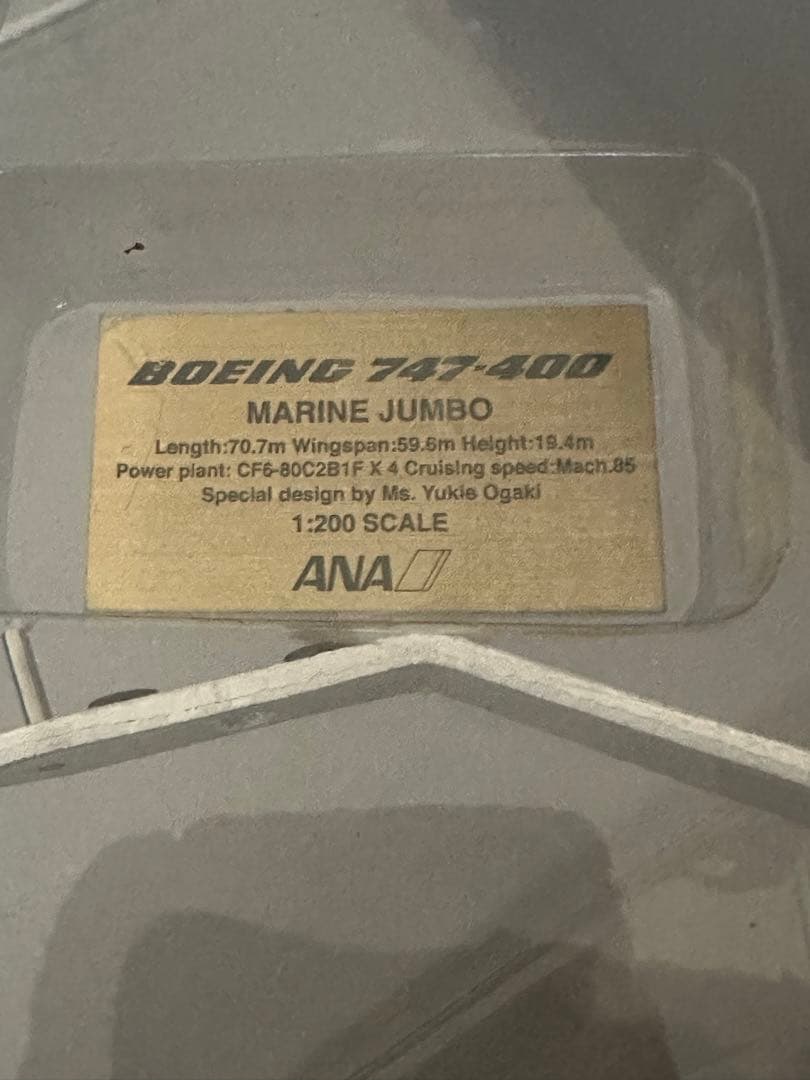 BOEING 747-400
MARINE JUMBO
Length:70.7m Wingspan:59.6m Height:19.4m
Power plant: CF6-80C2B1F X 4 Cruising speed:Mach.85
Special design by Ms. Yukie Ogaki
1:200 SCALE
ANA